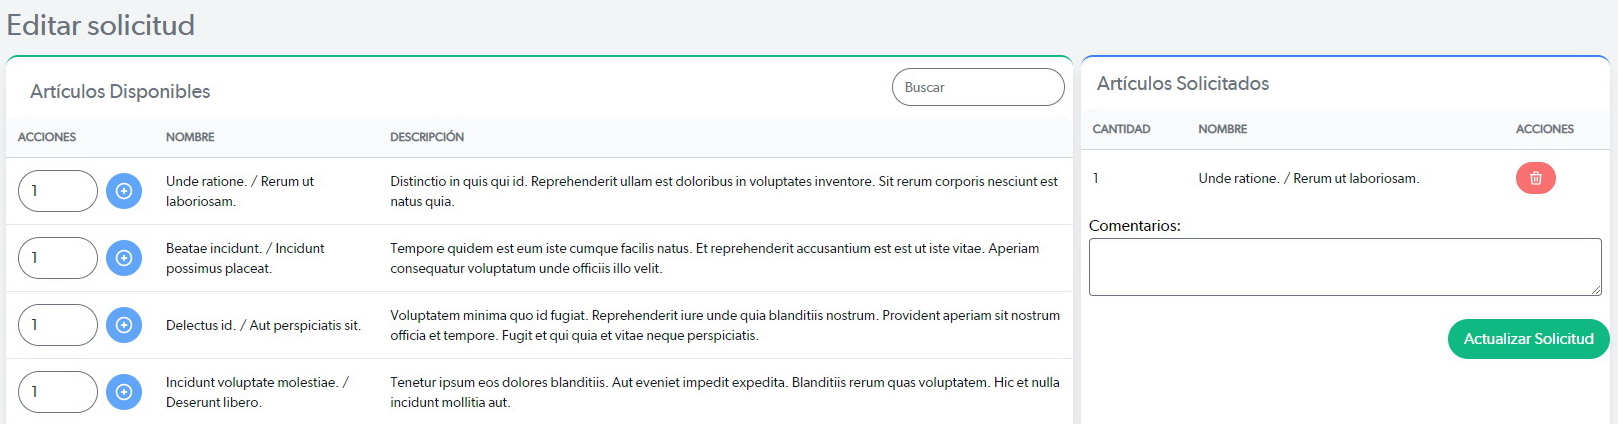 Editar solicitud
Artículos Disponibles
Buscar
ACCIONES NOMBRE DESCRIPCIÓN
1 Unde ratione. / Rerum ut Distinctio in quis qui id. Reprehenderit ullam est doloribus in voluptates inventore. Sit rerum corporis nesciunt est
laboriosam. natus quia.
1 Beatae incidunt. / Incidunt Tempore quidem est eum iste cumque facilis natus. Et reprehenderit accusantium est est ut iste vitae. Aperiam
possimus placeat. consequatur voluptatum unde officiis illo velit.
1 Delectus id. / Aut perspiciatis sit. Voluptatem minima quo id fugiat. Reprehenderit iure unde quia blanditiis nostrum. Provident aperiam sit nostrum
officia et tempore. Fugit et qui quia et vitae neque perspiciatis.
1 Incidunt voluptate molestiae. / Tenetur ipsum eos dolores blanditiis. Aut eveniet impedit expedita. Blanditiis rerum quas voluptatem. Hic et nulla
Deserunt libero. incidunt mollitia aut.
Artículos Solicitados
CANTIDAD NOMBRE ACCIONES
1 Unde ratione. / Rerum ut laboriosam.
Comentarios:
Actualizar Solicitud